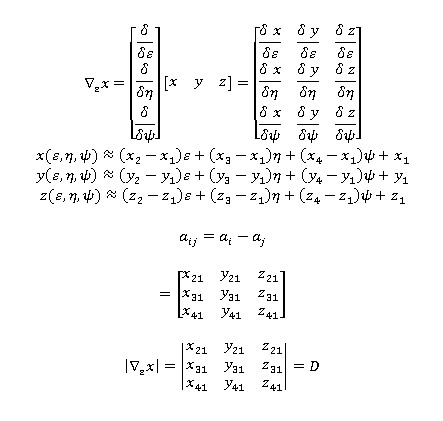 ∇ₑx = [δ/δε ; δ/δη ; δ/δψ] [x y z] = [δx/δε δy/δε δz/δε ; δx/δη δy/δη δz/δη ; δx/δψ δy/δψ δz/δψ]
x(ε, η, ψ) ≈ (x₂ − x₁)ε + (x₃ − x₁)η + (x₄ − x₁)ψ + x₁
y(ε, η, ψ) ≈ (y₂ − y₁)ε + (y₃ − y₁)η + (y₄ − y₁)ψ + y₁
z(ε, η, ψ) ≈ (z₂ − z₁)ε + (z₃ − z₁)η + (z₄ − z₁)ψ + z₁
aᵢⱼ = aᵢ − aⱼ
= [x₂₁ y₂₁ z₂₁ ; x₃₁ y₃₁ z₃₁ ; x₄₁ y₄₁ z₄₁]
|∇ₑx| = |x₂₁ y₂₁ z₂₁ ; x₃₁ y₃₁ z₃₁ ; x₄₁ y₄₁ z₄₁| = D